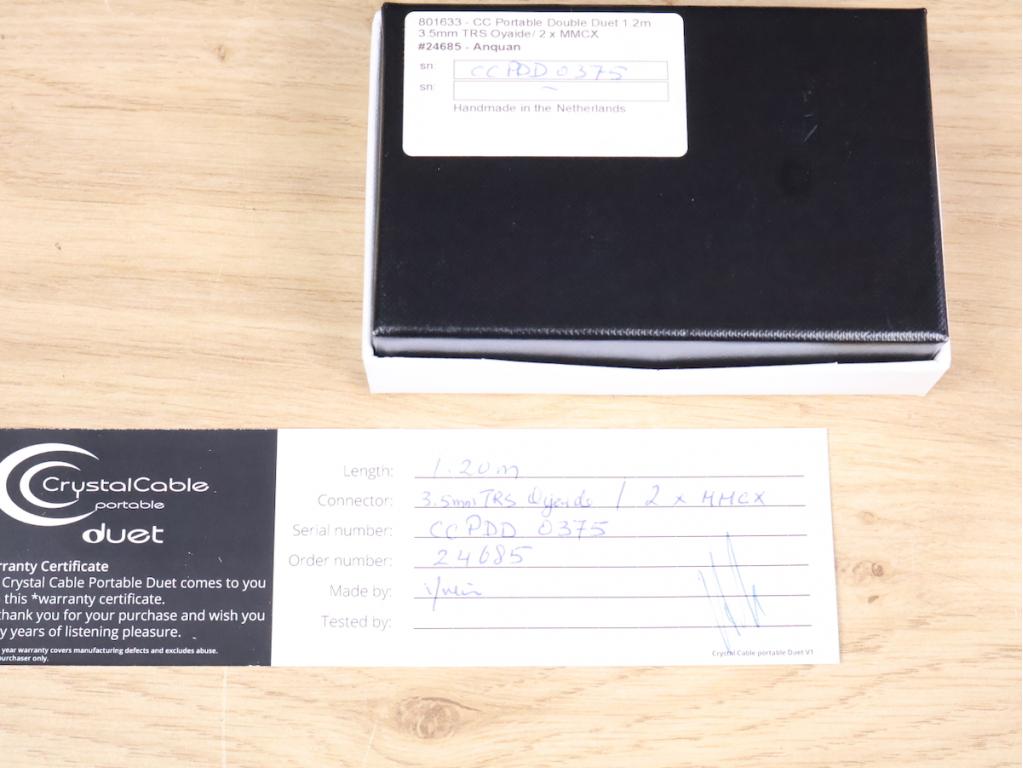 801633 - CC Portable Double Duet 1.2m
3.5mm TRS Oyaide/ 2 x MMCX
#24685 - Anquan
sn: CCPDD 0375
sn: –
Handmade in the Netherlands
CrystalCable
portable
duet
rranty Certificate
Crystal Cable Portable Duet comes to you
this *warranty certificate.
thank you for your purchase and wish you
y years of listening pleasure.
year warranty covers manufacturing defects and excludes abuse.
urchaser only.
Length: 1.20m
Connector: 3.5mm TRS Oyaide / 2 x MMCX
Serial number: CCPDD 0375
Order number: 24685
Made by:
Tested by:
Crystal Cable portable Duet V1